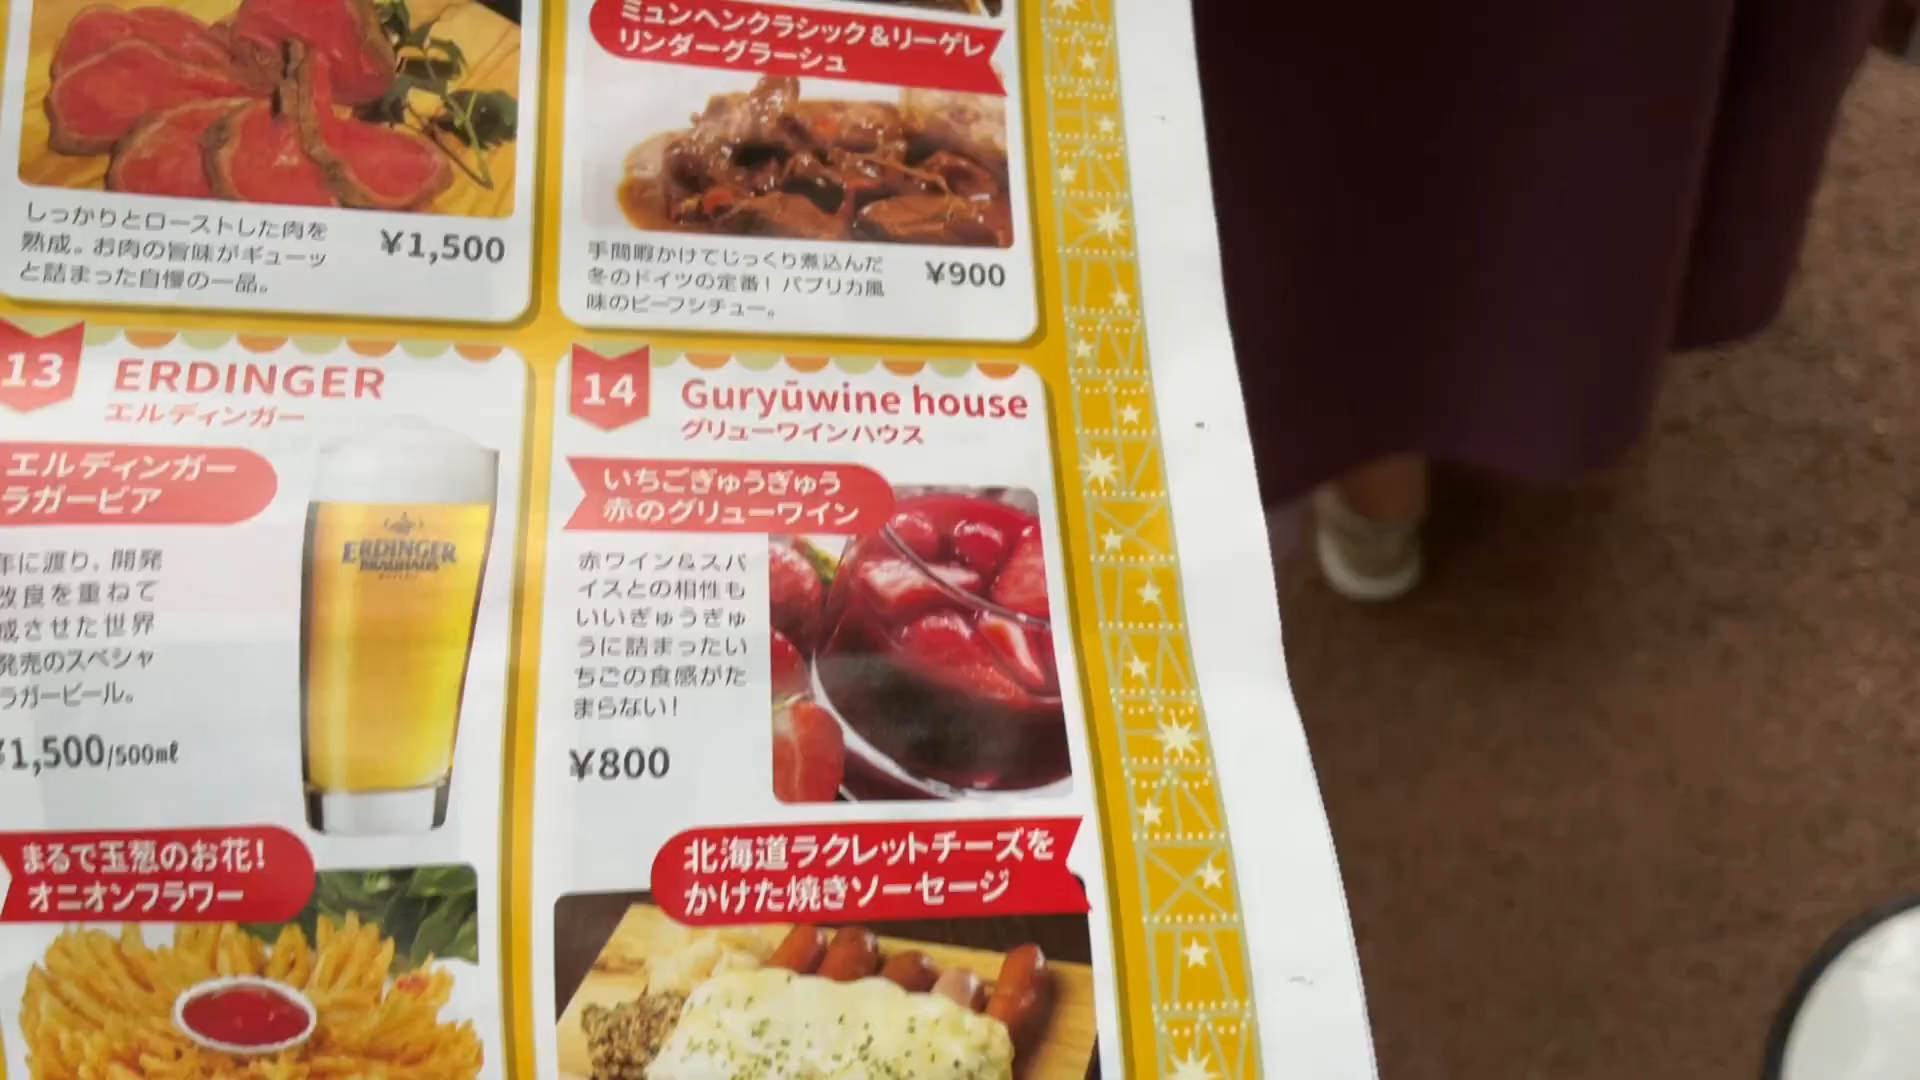 しっかりとローストした肉を
熟成。お肉の旨味がギューッ
と詰まった自慢の一品。
¥1,500
ミュンヘンクラシック&リーゲレ
リンダーグラーシュ
手間暇かけてじっくり煮込んだ
冬のドイツの定番!パプリカ風
味のビーフシチュー。
¥900
13
ERDINGER
エルディンガー
エルディンガー
ラガービア
年に渡り、開発
改良を重ねて
成させた世界
発売のスペシャ
ラガービール。
¥1,500/500mℓ
ERDINGER
BRAUHAUS
まるで玉葱のお花!
オニオンフラワー
14
Guryūwine house
グリューワインハウス
いちごぎゅうぎゅう
赤のグリューワイン
赤ワイン&スパ
イスとの相性も
いいぎゅうぎゅ
うに詰まったい
ちごの食感がた
まらない!
¥800
北海道ラクレットチーズを
かけた焼きソーセージ